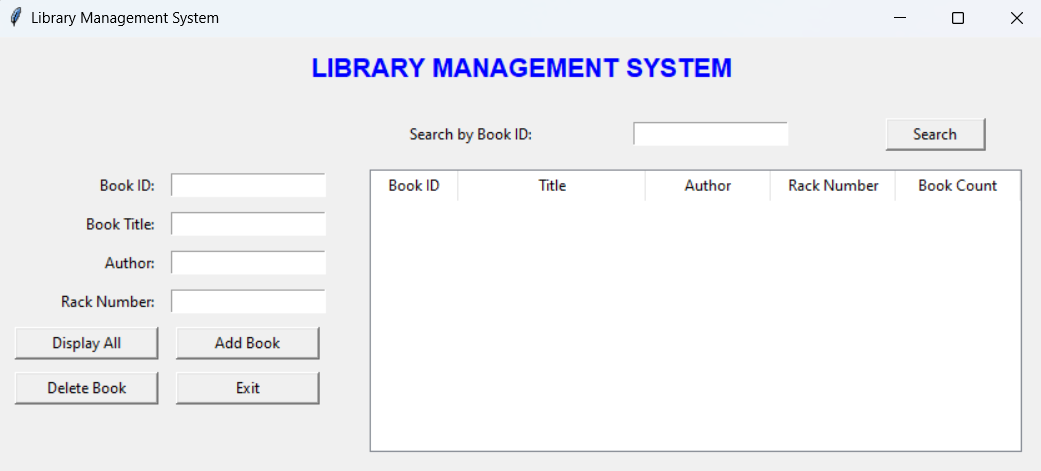 Library Management System
LIBRARY MANAGEMENT SYSTEM
Search by Book ID:
Search
Book ID:
Book Title:
Author:
Rack Number:
Display All Add Book
Delete Book Exit
Book ID Title Author Rack Number Book Count